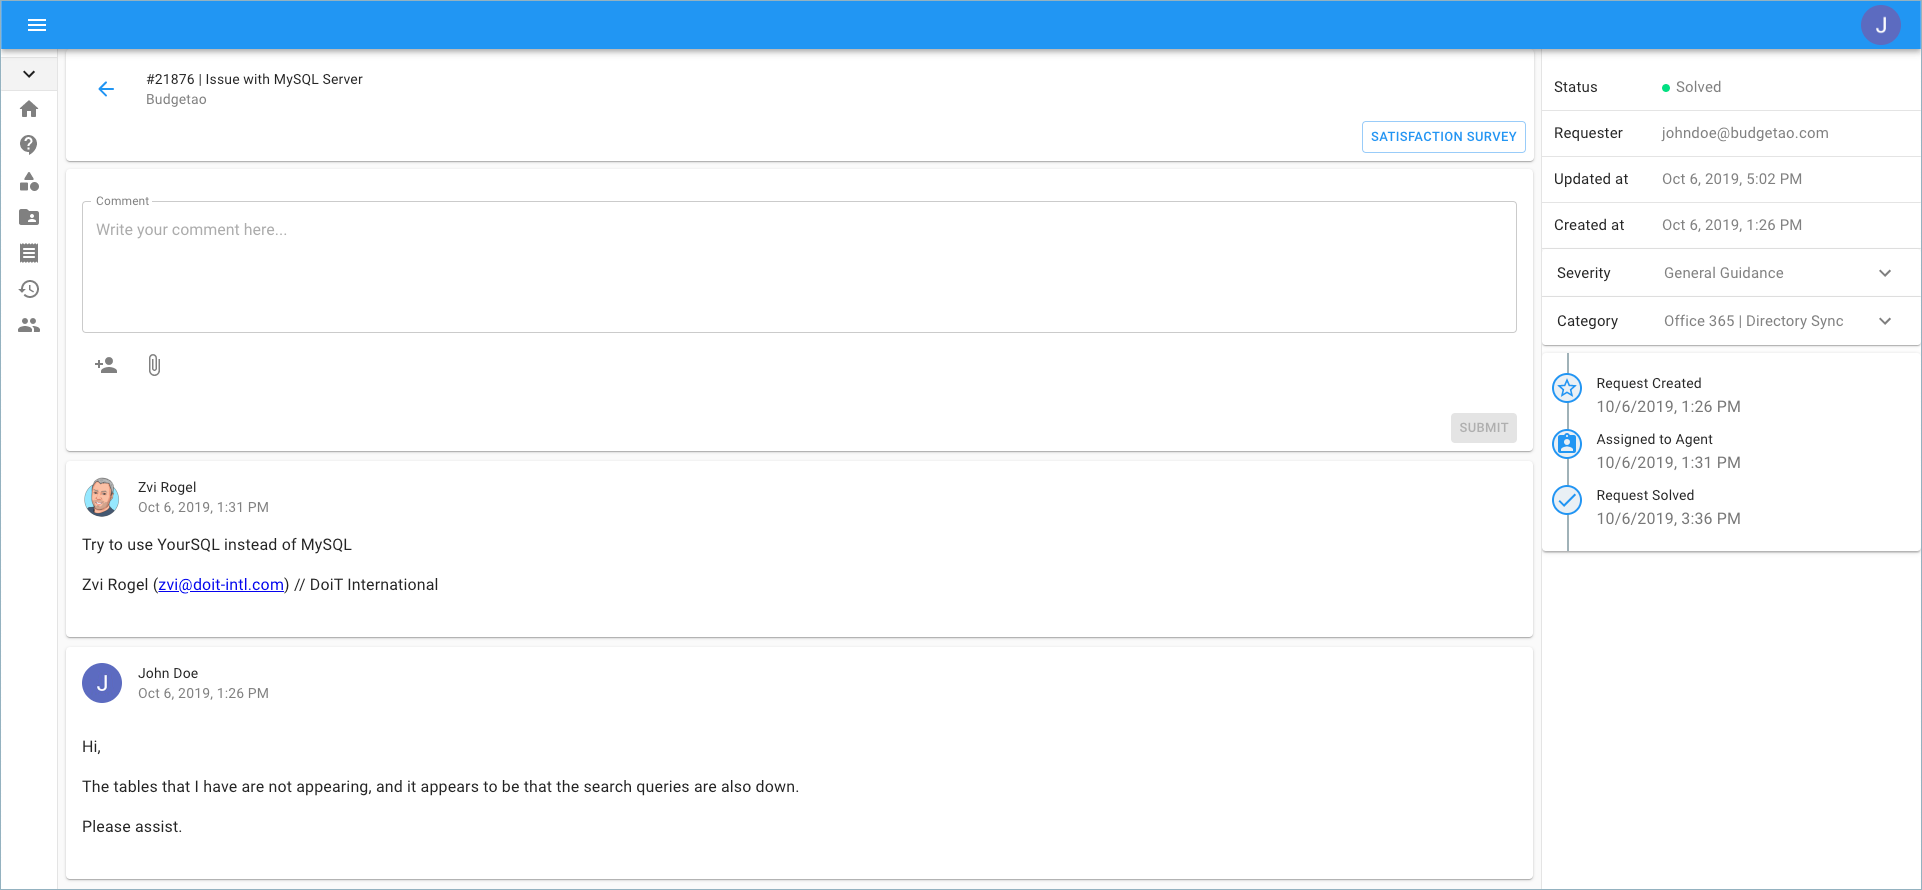 J
#21876 | Issue with MySQL Server
Budgetao
SATISFACTION SURVEY
Comment
Write your comment here...
SUBMIT
Zvi Rogel
Oct 6, 2019, 1:31 PM
Try to use YourSQL instead of MySQL
Zvi Rogel (zvi@doit-intl.com) // DoiT International
J
John Doe
Oct 6, 2019, 1:26 PM
Hi,
The tables that I have are not appearing, and it appears to be that the search queries are also down.
Please assist.
Status Solved
Requester johndoe@budgetao.com
Updated at Oct 6, 2019, 5:02 PM
Created at Oct 6, 2019, 1:26 PM
Severity General Guidance
Category Office 365 | Directory Sync
Request Created
10/6/2019, 1:26 PM
Assigned to Agent
10/6/2019, 1:31 PM
Request Solved
10/6/2019, 3:36 PM